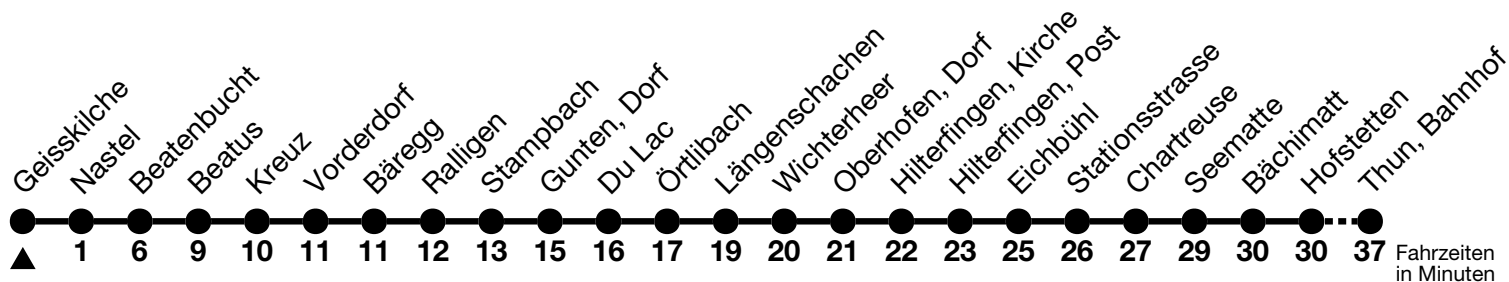 Geisskilche
Nastel
Beatenbucht
Beatus
Kreuz
Vorderdorf
Bäregg
Ralligen
Stampbach
Gunten, Dorf
Du Lac
Örtlibach
Längenschachen
Wichterheer
Oberhofen, Dorf
Hilterfingen, Kirche
Hilterfingen, Post
Eichbühl
Stationsstrasse
Chartreuse
Seematte
Bächimatt
Hofstetten
Thun, Bahnhof
1 6 9 10 11 11 12 13 15 16 17 19 20 21 22 23 25 26 27 29 30 30 37
Fahrzeiten
in Minuten